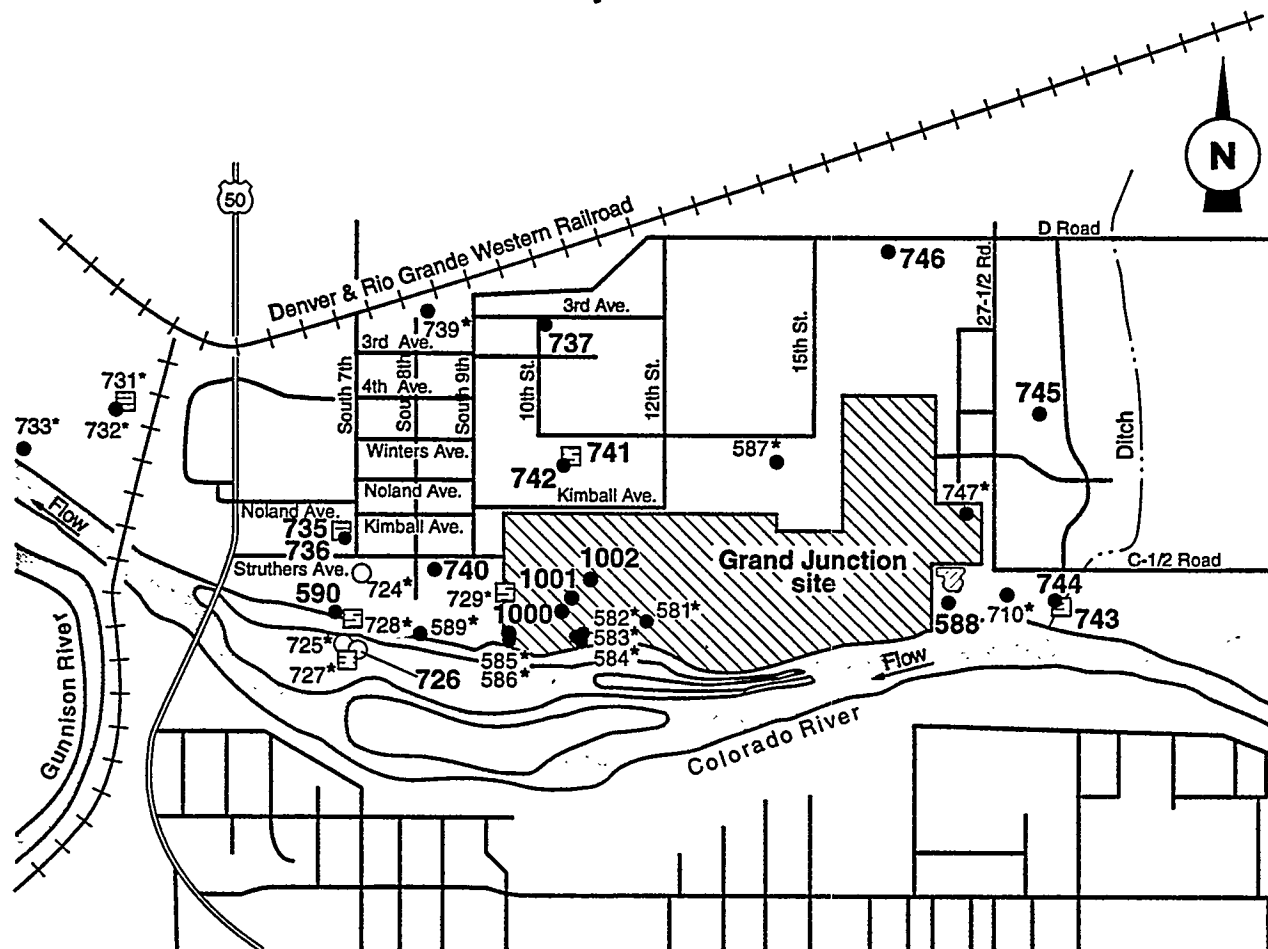 N
50
D Road
Denver & Rio Grande Western Railroad
746
27-1/2 Rd.
3rd Ave.
739*
737
3rd Ave.
15th St.
731*
South 7th
South 8th
South 9th
10th St.
12th St.
4th Ave.
745
732*
733*
Ditch
Winters Ave.
741
587*
742
Noland Ave.
Kimball Ave.
747*
Flow
Noland Ave.
735
Kimball Ave.
736
Grand Junction
site
1002
C-1/2 Road
Struthers Ave.
724*
740
1001
744
590
729*
1000
582*
581*
710*
743
588
728*
589*
583*
725*
585*
584*
Flow
727*
726
586*
Gunnison River
Colorado River